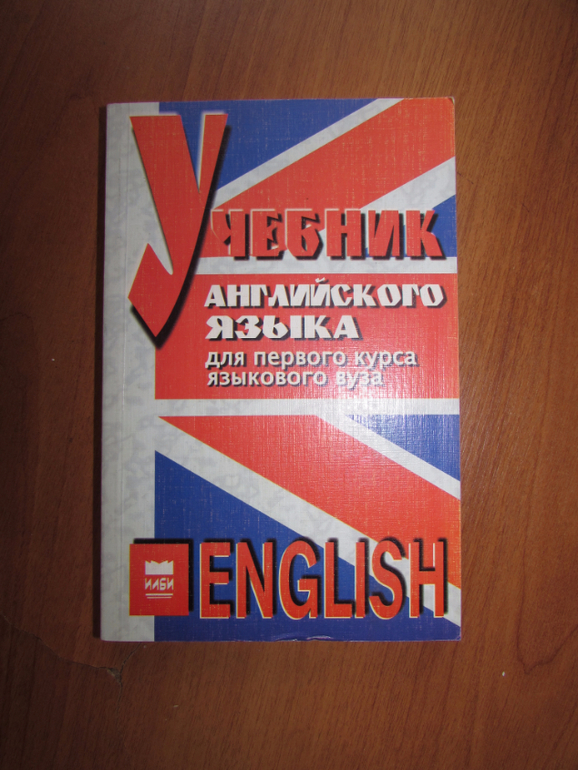 Учебник
английского
языка
для первого курса
языкового вуза
ИЛБИ
ENGLISH